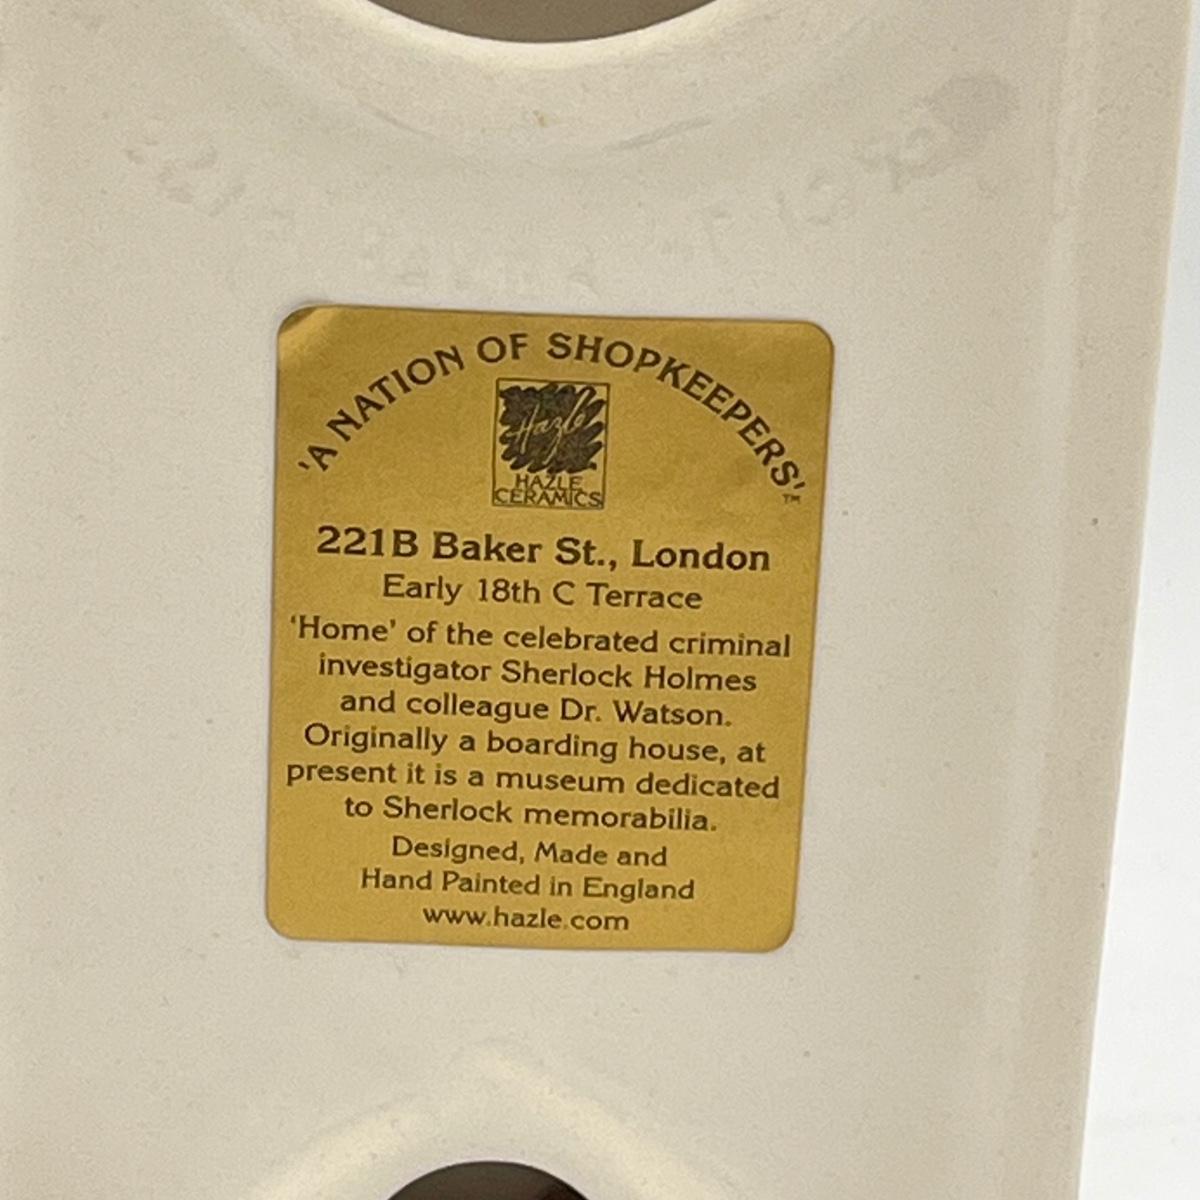 'A NATION OF SHOPKEEPERS'™
Hazle
HAZLE
CERAMICS
221B Baker St., London
Early 18th C Terrace
'Home' of the celebrated criminal
investigator Sherlock Holmes
and colleague Dr. Watson.
Originally a boarding house, at
present it is a museum dedicated
to Sherlock memorabilia.
Designed, Made and
Hand Painted in England
www.hazle.com